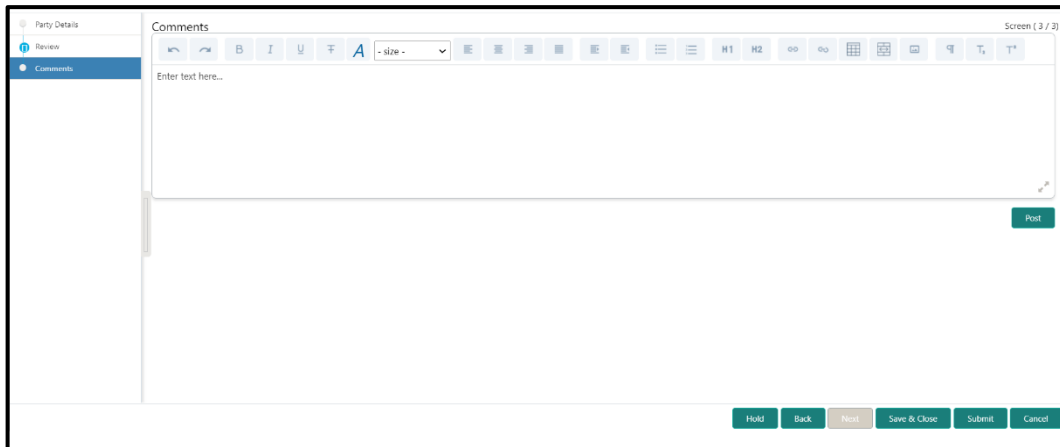 Party Details
Review
Comments
Comments
Screen ( 3 / 3)
B I U T A - size - H1 H2 ¶ T T
Enter text here...
Post
Hold Back Next Save & Close Submit Cancel